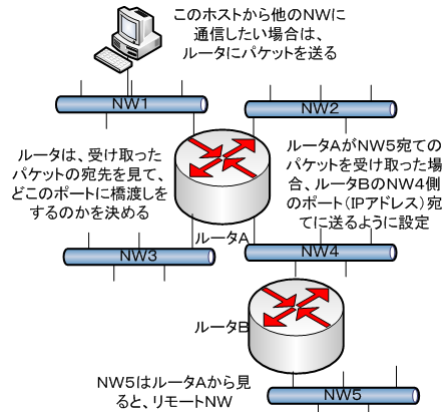 このホストから他のNWに
通信したい場合は、
ルータにパケットを送る
NW1
NW2
ルータは、受け取った
パケットの宛先を見て、
どこのポートに橋渡しを
するのかを決める
ルータAがNW5宛ての
パケットを受け取った場
合、ルータBのNW4側
のポート(IPアドレス)宛
てに送るように設定
ルータA
NW3
NW4
ルータB
NW5はルータAから見
ると、リモートNW
NW5